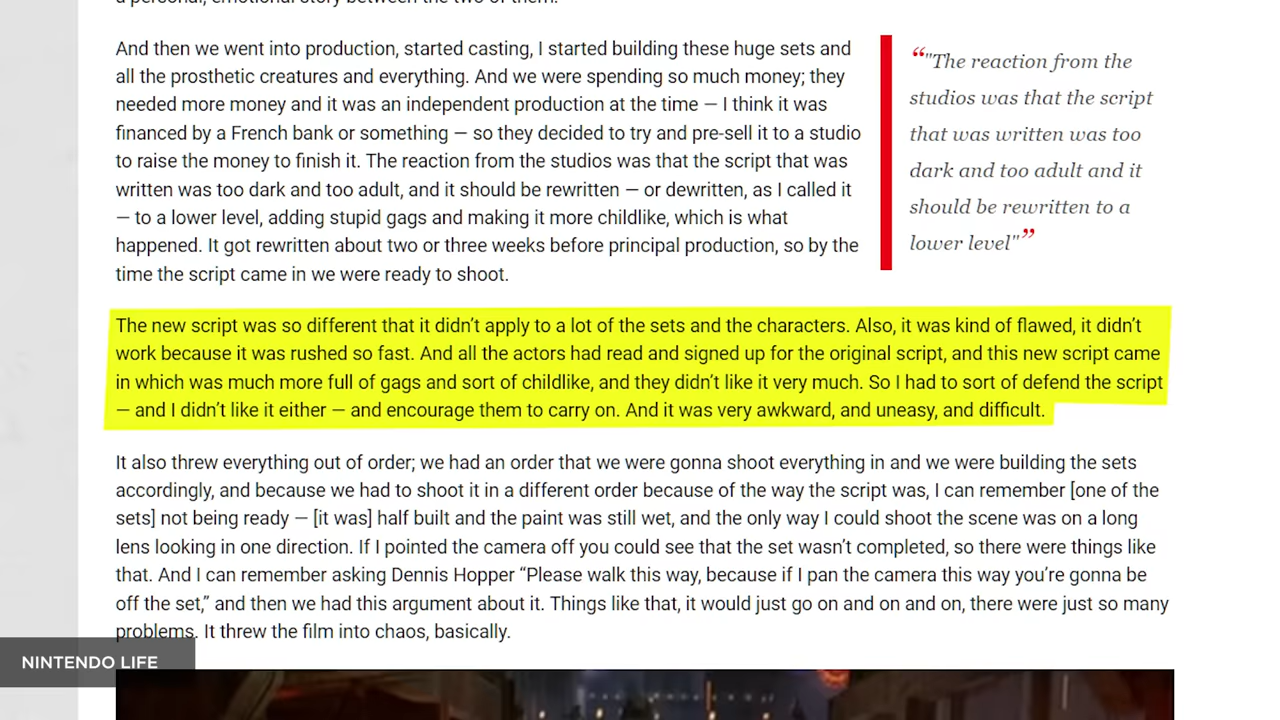 a personal, emotional story between the two of them.
And then we went into production, started casting, I started building these huge sets and
all the prosthetic creatures and everything. And we were spending so much money; they
needed more money and it was an independent production at the time — I think it was
financed by a French bank or something — so they decided to try and pre-sell it to a studio
to raise the money to finish it. The reaction from the studios was that the script that was
written was too dark and too adult, and it should be rewritten — or dewritten, as I called it
— to a lower level, adding stupid gags and making it more childlike, which is what
happened. It got rewritten about two or three weeks before principal production, so by the
time the script came in we were ready to shoot.
“"The reaction from the
studios was that the script
that was written was too
dark and too adult and it
should be rewritten to a
lower level"”
The new script was so different that it didn’t apply to a lot of the sets and the characters. Also, it was kind of flawed, it didn’t
work because it was rushed so fast. And all the actors had read and signed up for the original script, and this new script came
in which was much more full of gags and sort of childlike, and they didn’t like it very much. So I had to sort of defend the script
— and I didn’t like it either — and encourage them to carry on. And it was very awkward, and uneasy, and difficult.
It also threw everything out of order; we had an order that we were gonna shoot everything in and we were building the sets
accordingly, and because we had to shoot it in a different order because of the way the script was, I can remember [one of the
sets] not being ready — [it was] half built and the paint was still wet, and the only way I could shoot the scene was on a long
lens looking in one direction. If I pointed the camera off you could see that the set wasn’t completed, so there were things like
that. And I can remember asking Dennis Hopper “Please walk this way, because if I pan the camera this way you’re gonna be
off the set,” and then we had this argument about it. Things like that, it would just go on and on and on, there were just so many
problems. It threw the film into chaos, basically.
NINTENDO LIFE